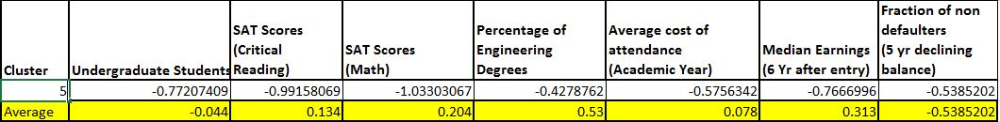 Cluster Undergraduate Students SAT Scores (Critical Reading) SAT Scores (Math) Percentage of Engineering Degrees Average cost of attendance (Academic Year) Median Earnings (6 Yr after entry) Fraction of non defaulters (5 yr declining balance)
5 -0.77207409 -0.99158069 -1.03303067 -0.4278762 -0.5756342 -0.7666996 -0.5385202
Average -0.044 0.134 0.204 0.53 0.078 0.313 -0.5385202